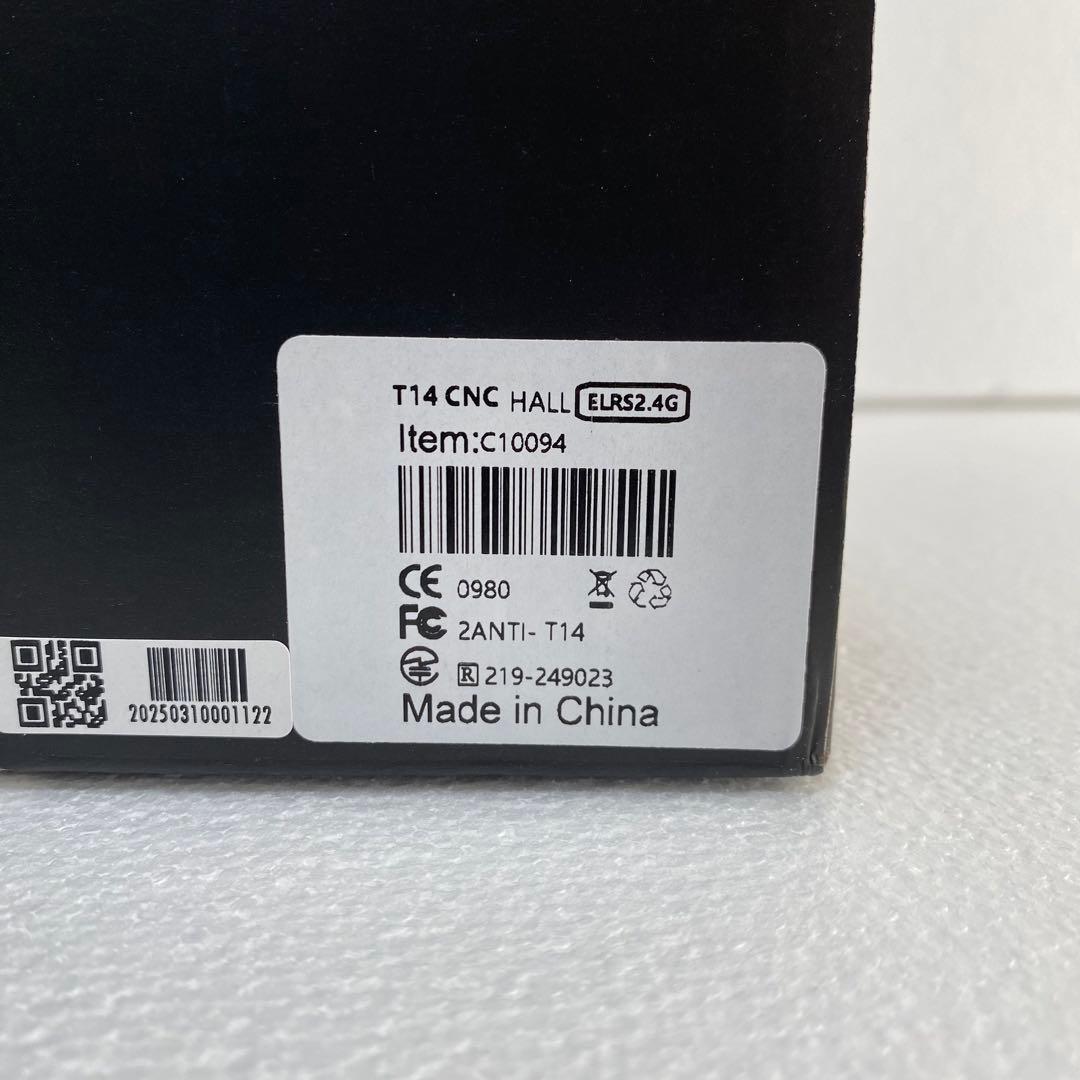 T14 CNC HALL ELRS2.4G
Item:C10094
CE 0980
FC 2ANTI- T14
R 219-249023
Made in China
20250310001122